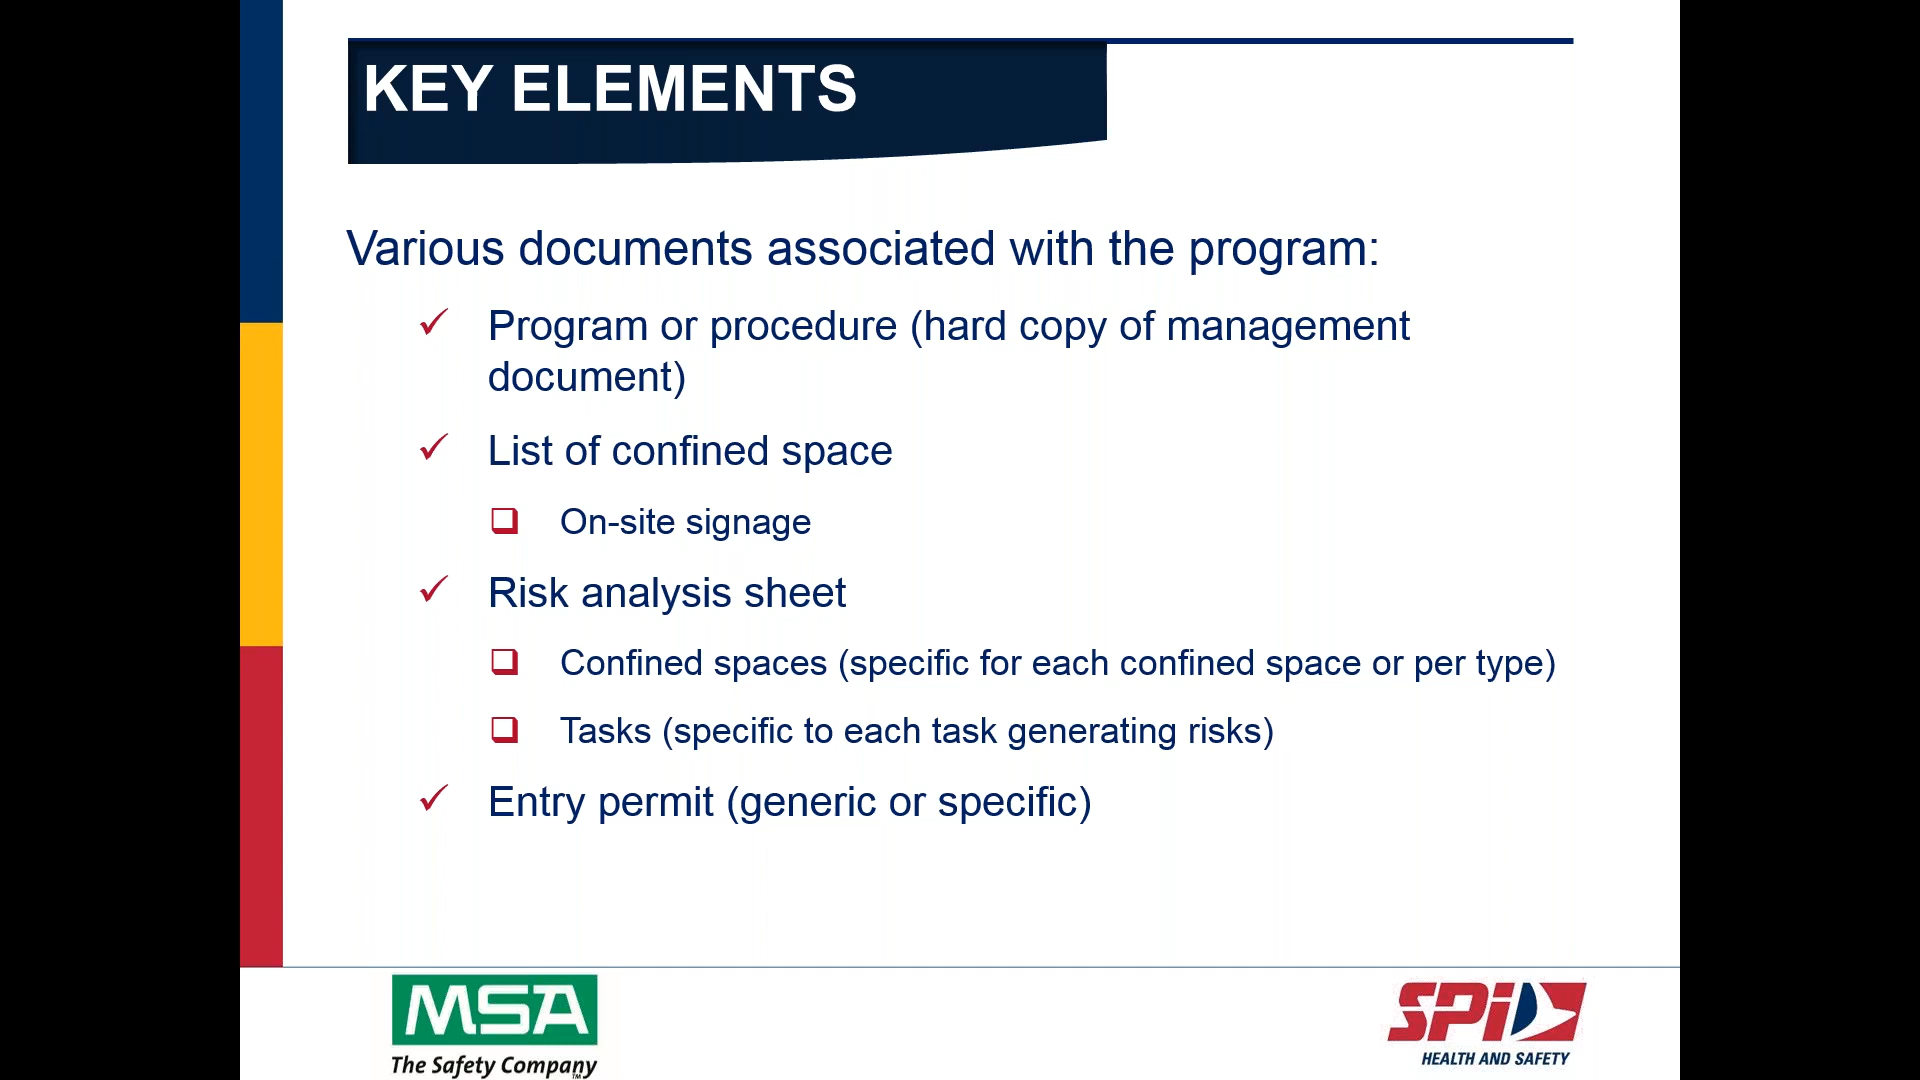 KEY ELEMENTS
Various documents associated with the program:
Program or procedure (hard copy of management
document)
List of confined space
On-site signage
Risk analysis sheet
Confined spaces (specific for each confined space or per type)
Tasks (specific to each task generating risks)
Entry permit (generic or specific)
MSA
The Safety Company™
SPi
HEALTH AND SAFETY